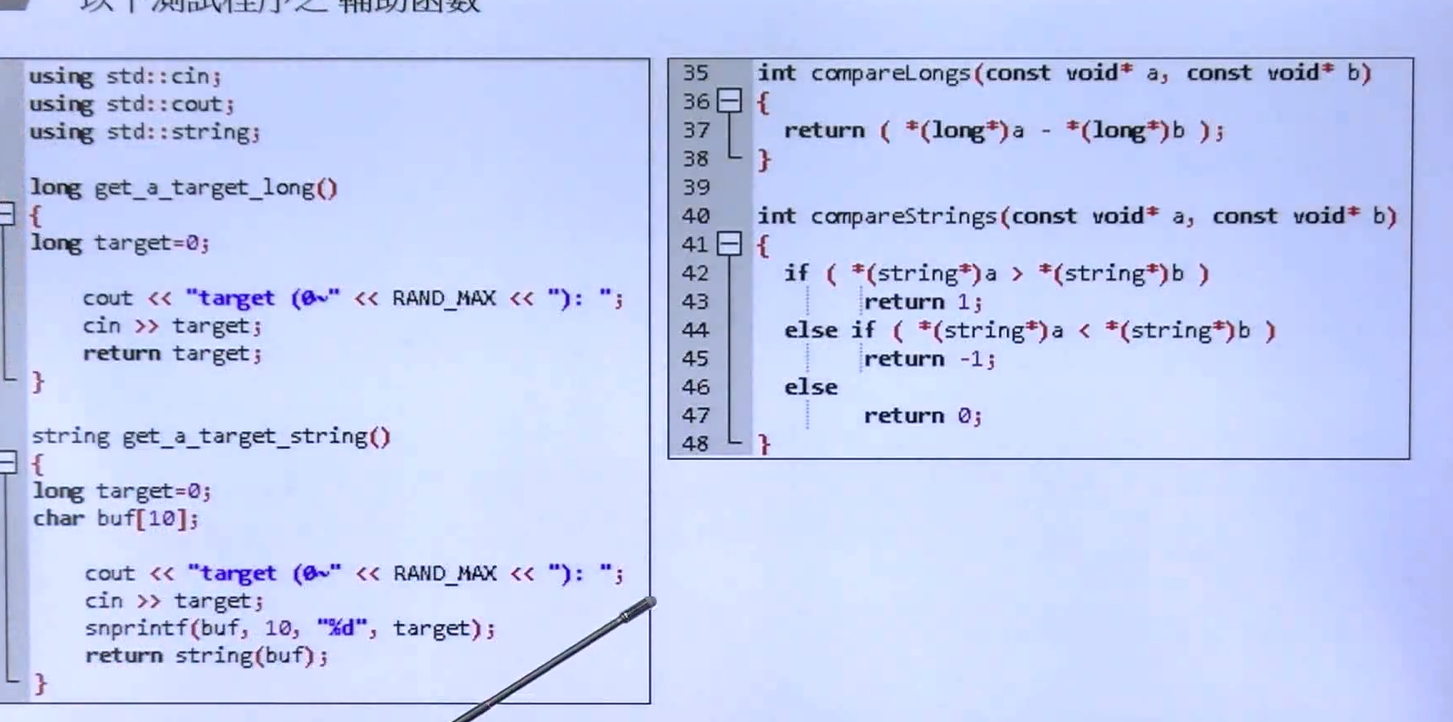 以下測試程序之 輔助函數
using std::cin;
using std::cout;
using std::string;
long get_a_target_long()
{
long target=0;
cout << "target (0~" << RAND_MAX << "): ";
cin >> target;
return target;
}
string get_a_target_string()
{
long target=0;
char buf[10];
cout << "target (0~" << RAND_MAX << "): ";
cin >> target;
snprintf(buf, 10, "%d", target);
return string(buf);
}
35 int compareLongs(const void* a, const void* b)
36 {
37 return ( *(long*)a - *(long*)b );
38 }
39
40 int compareStrings(const void* a, const void* b)
41 {
42 if ( *(string*)a > *(string*)b )
43 return 1;
44 else if ( *(string*)a < *(string*)b )
45 return -1;
46 else
47 return 0;
48 }